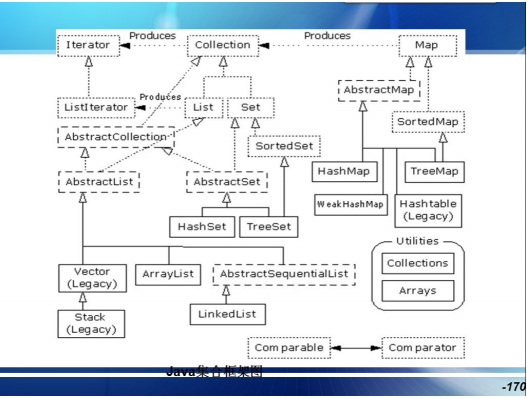 Produces
Produces
Iterator
Collection
Map
Produces
ListIterator
List
Set
AbstractMap
AbstractCollection
SortedSet
SortedMap
AbstractList
AbstractSet
HashMap
TreeMap
HashSet
TreeSet
WeakHashMap
Hashtable
(Legacy)
Utilities
Collections
Arrays
Vector
(Legacy)
ArrayList
AbstractSequentialList
Stack
(Legacy)
LinkedList
Comparable
Comparator
Java集合框架图
-170